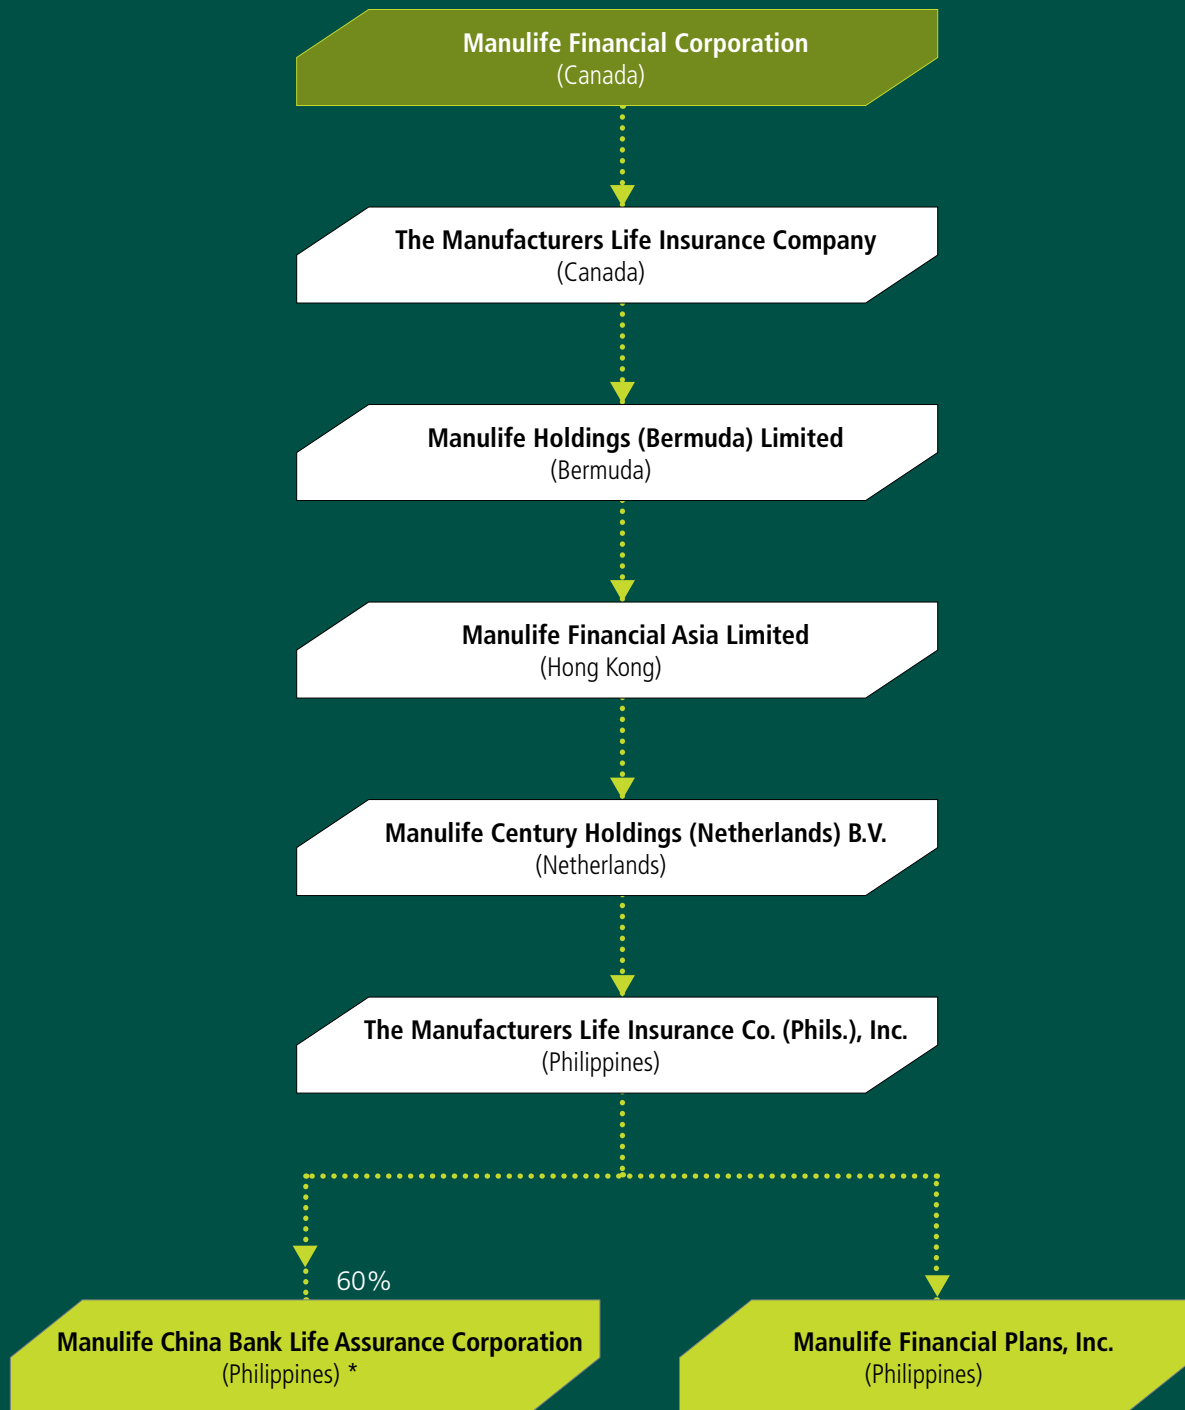 Manulife Financial Corporation
(Canada)
The Manufacturers Life Insurance Company
(Canada)
Manulife Holdings (Bermuda) Limited
(Bermuda)
Manulife Financial Asia Limited
(Hong Kong)
Manulife Century Holdings (Netherlands) B.V.
(Netherlands)
The Manufacturers Life Insurance Co. (Phils.), Inc.
(Philippines)
60%
Manulife China Bank Life Assurance Corporation
(Philippines) *
Manulife Financial Plans, Inc.
(Philippines)